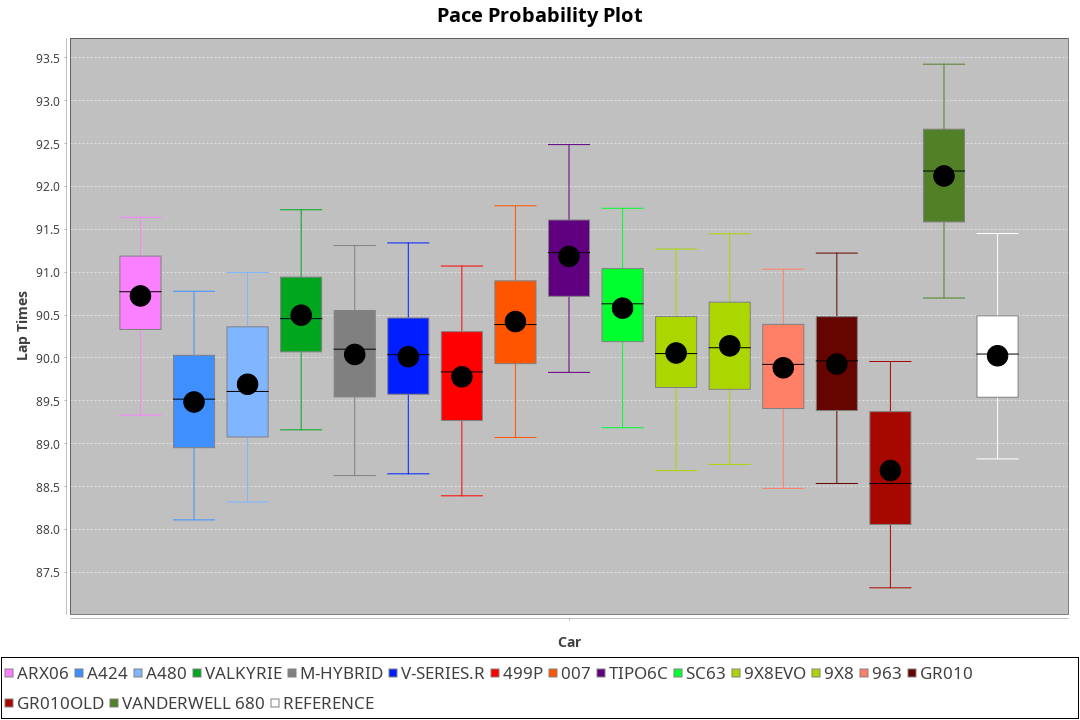 Pace Probability Plot
93.5
93.0
92.5
92.0
91.5
91.0
90.5
90.0
89.5
89.0
88.5
88.0
87.5
Lap Times
Car
ARX06 A424 A480 VALKYRIE M-HYBRID V-SERIES.R 499P 007 TIPO6C SC63 9X8EVO 9X8 963 GR010
GR010OLD VANDERWELL 680 REFERENCE